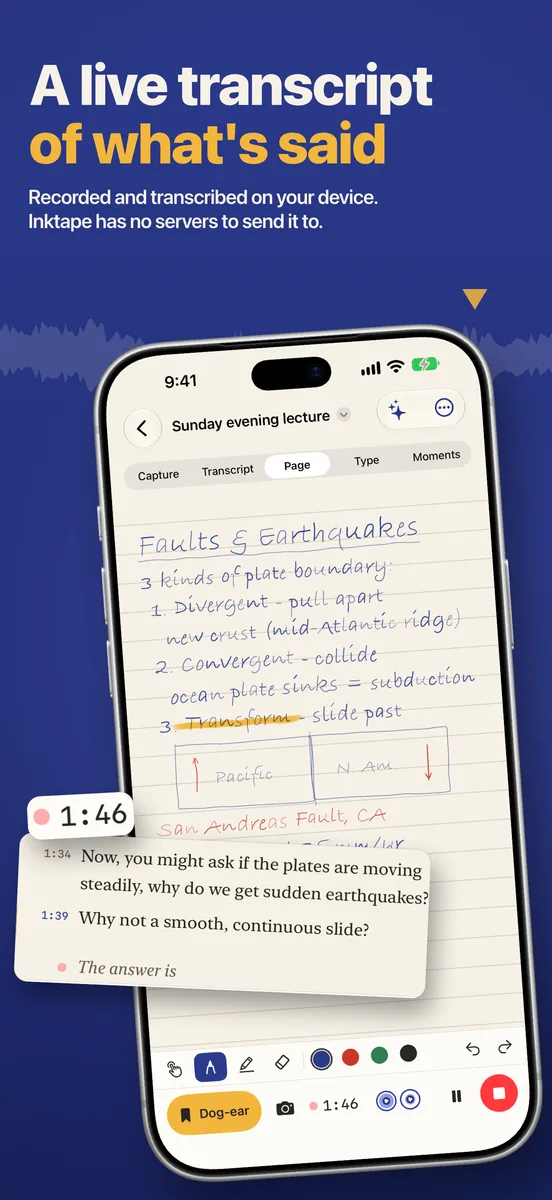 A live transcript
of what's said
Recorded and transcribed on your device.
Inktape has no servers to send it to.
9:41
Sunday evening lecture
Capture
Transcript
Page
Type
Moments
Faults & Earthquakes
3 kinds of plate boundary:
1. Divergent - pull apart
new crust (mid-Atlantic ridge)
2. Convergent - collide
ocean plate sinks = subduction
3. Transform - slide past
Pacific
N. Am.
San Andreas Fault, CA
1:46
1:34 Now, you might ask if the plates are moving
steadily, why do we get sudden earthquakes?
1:39 Why not a smooth, continuous slide?
The answer is
Dog-ear
1:46